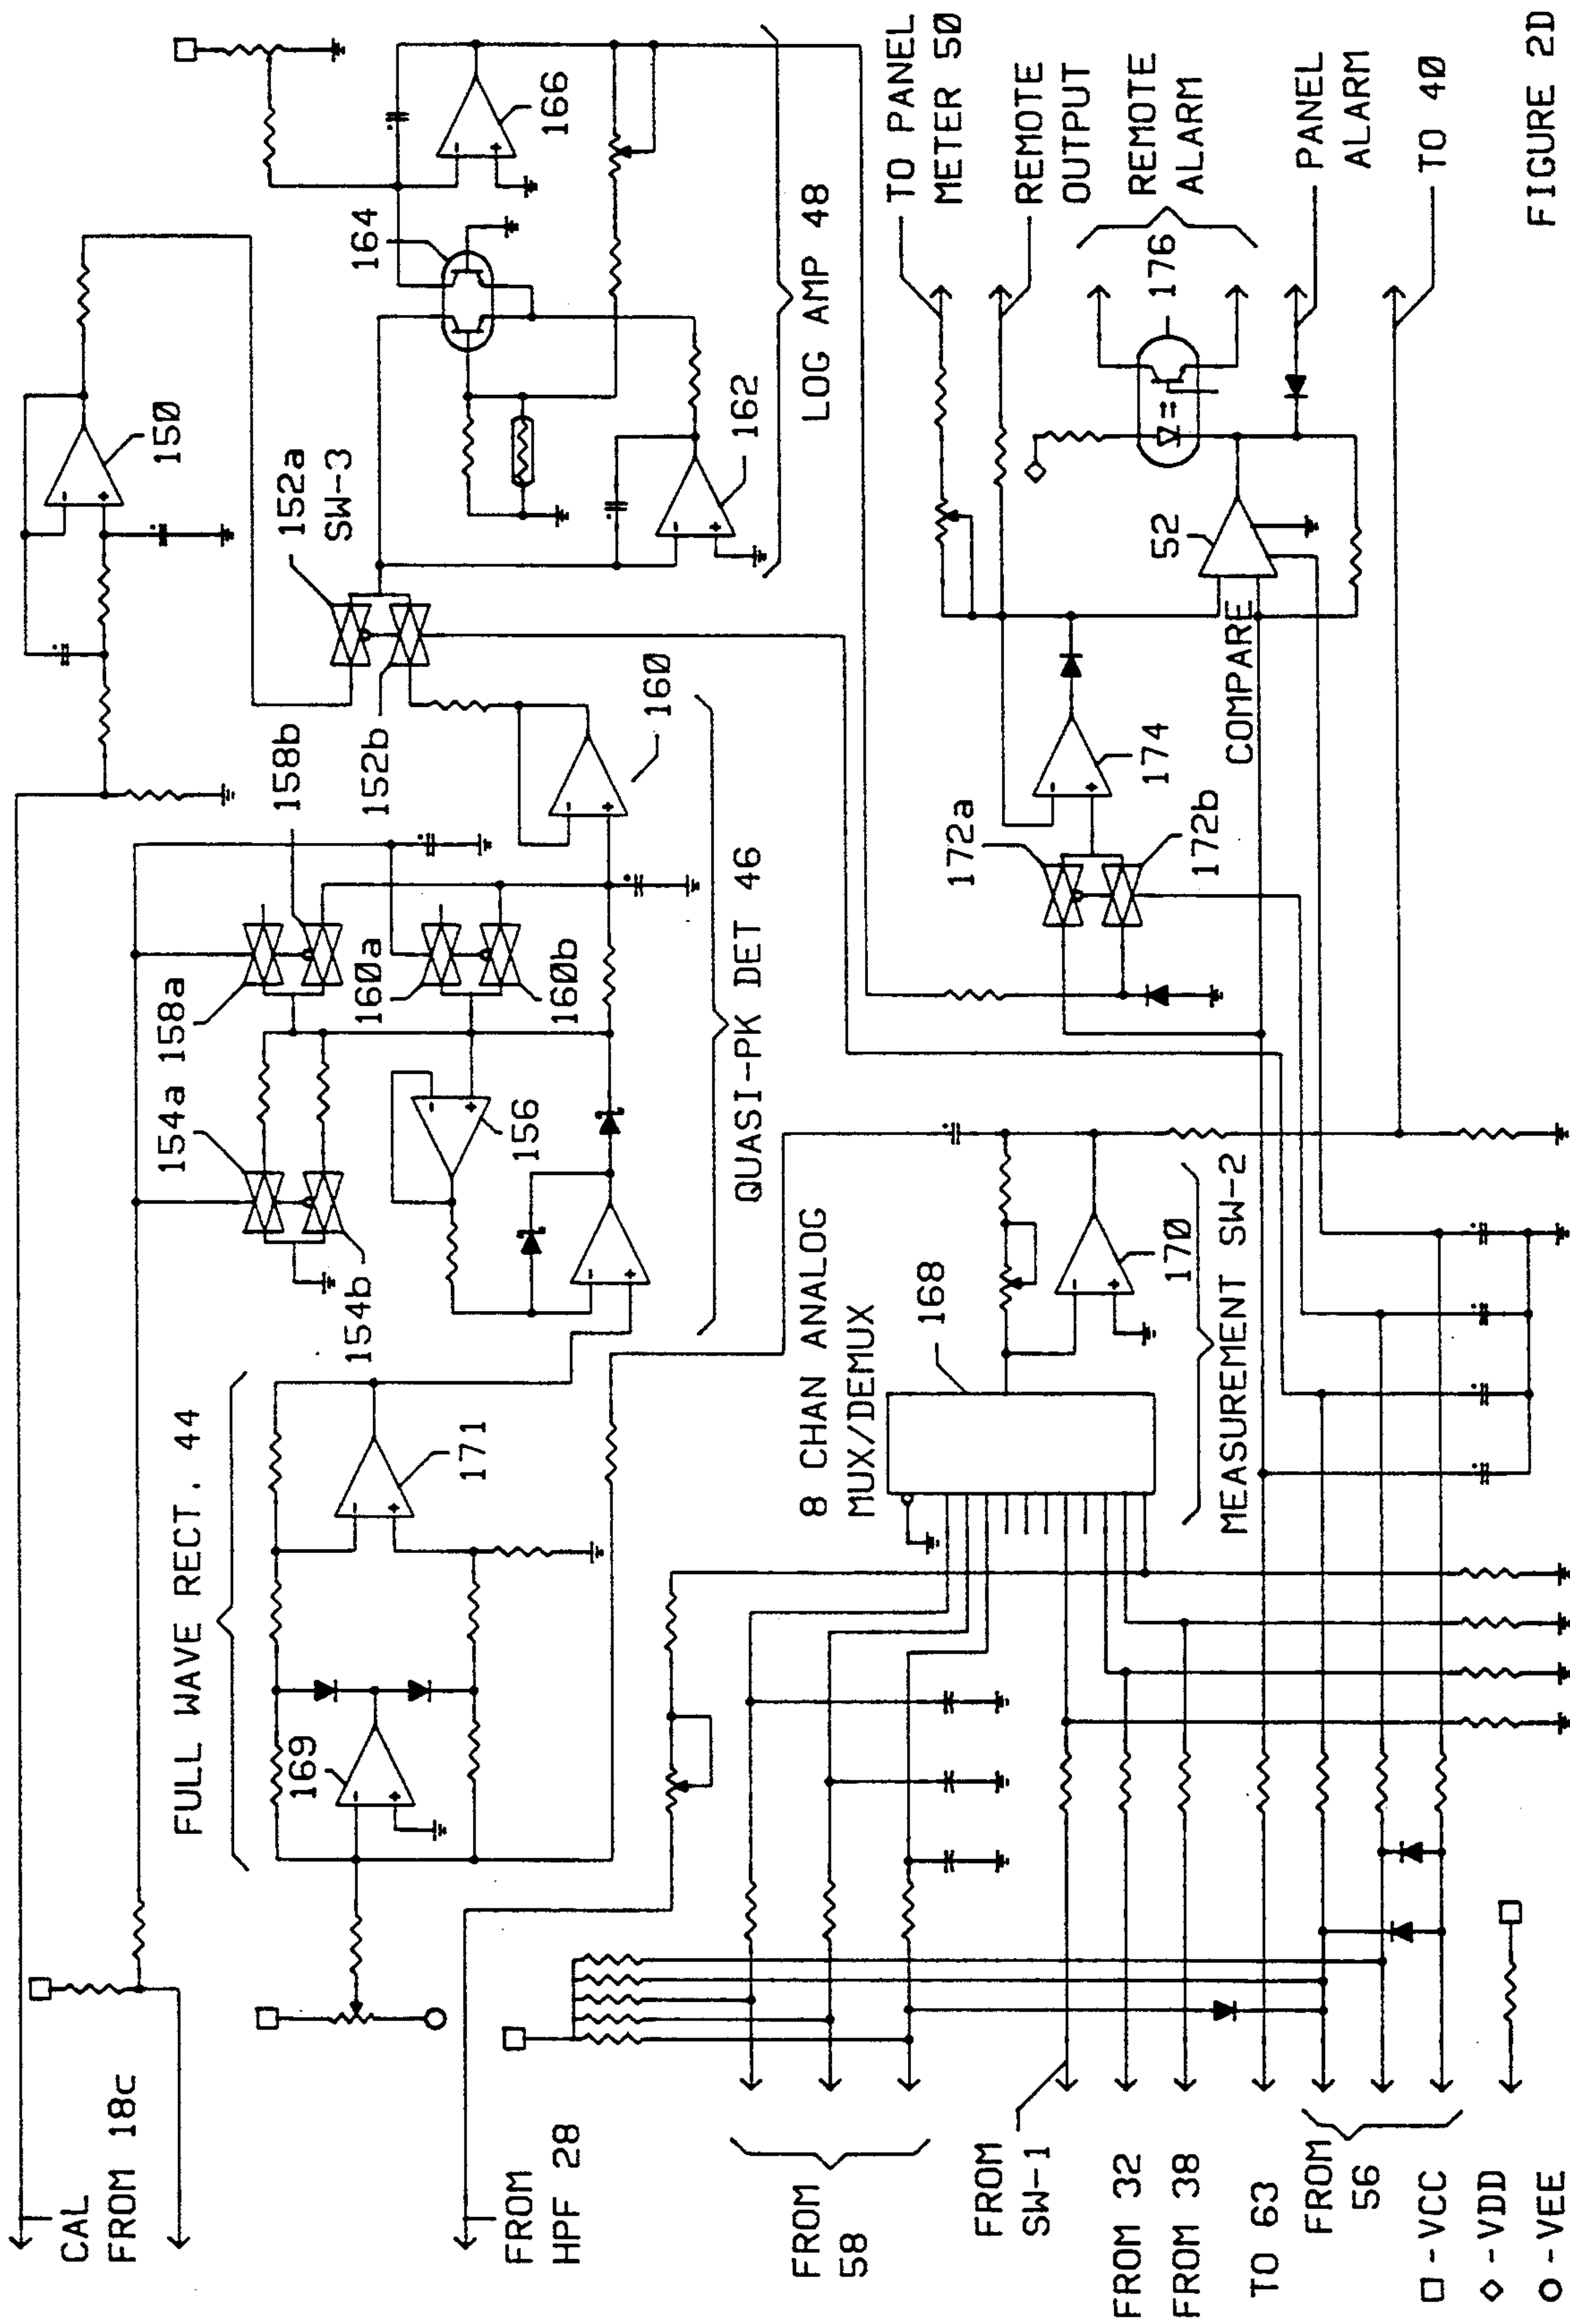 CAL
FROM 18c
FROM
HPF 28
FROM
58
FROM
SW-1
FROM 32
FROM 38
TO 63
FROM
56
□ - VCC
◇ - VDD
○ - VEE
FULL WAVE RECT. 44
169
171
154a
158a
154b
158b
156
160a
160b
160
QUASI-PK DET 46
150
152a
SW-3
152b
164
166
162
LOG AMP 48
8 CHAN ANALOG
MUX/DEMUX
168
170
MEASUREMENT SW-2
172a
172b
174
COMPARE
52
176
TO PANEL
METER 50
REMOTE
OUTPUT
REMOTE
ALARM
PANEL
ALARM
TO 40
FIGURE 2D